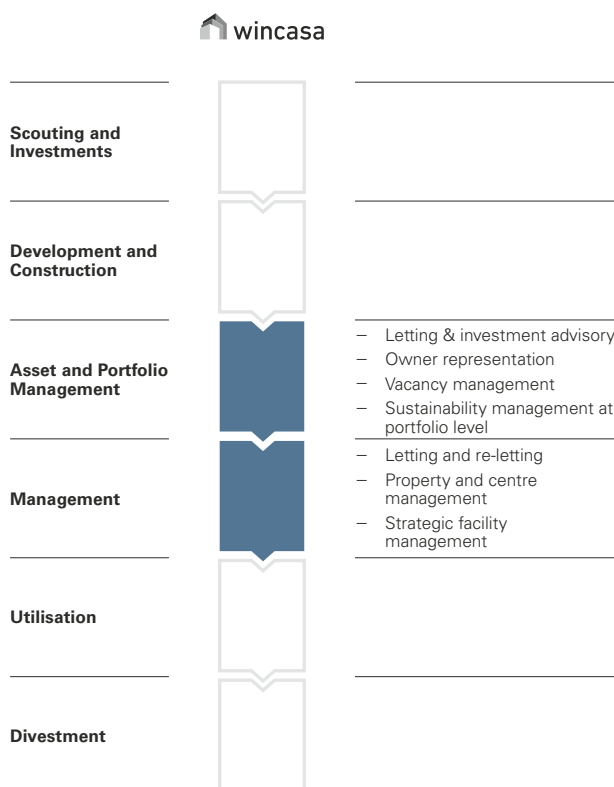 wincasa
Scouting and
Investments
Development and
Construction
Asset and Portfolio
Management
– Letting & investment advisory
– Owner representation
– Vacancy management
– Sustainability management at
portfolio level
Management
– Letting and re-letting
– Property and centre
management
– Strategic facility
management
Utilisation
Divestment